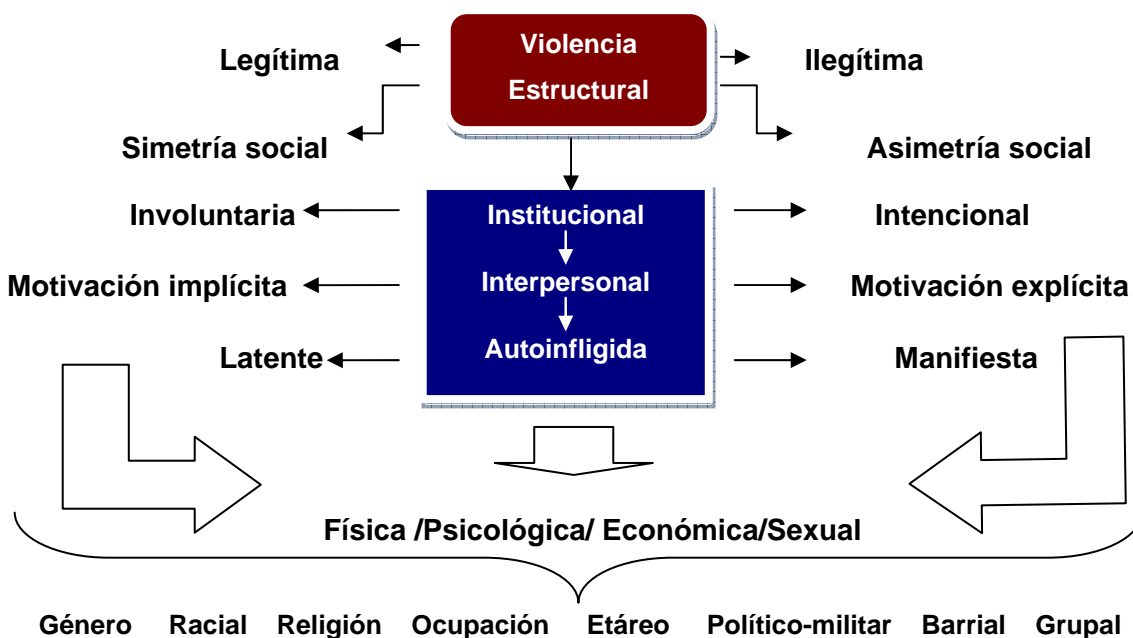 Violencia
Legítima
Ilegítima
Estructural
Simetría social
Asimetría social
Involuntaria
Institucional
Intencional
Motivación implícita
Interpersonal
Motivación explícita
Latente
Autoinfligida
Manifiesta
Física /Psicológica/ Económica/Sexual
Género Racial Religión Ocupación Etáreo Político-militar Barrial Grupal